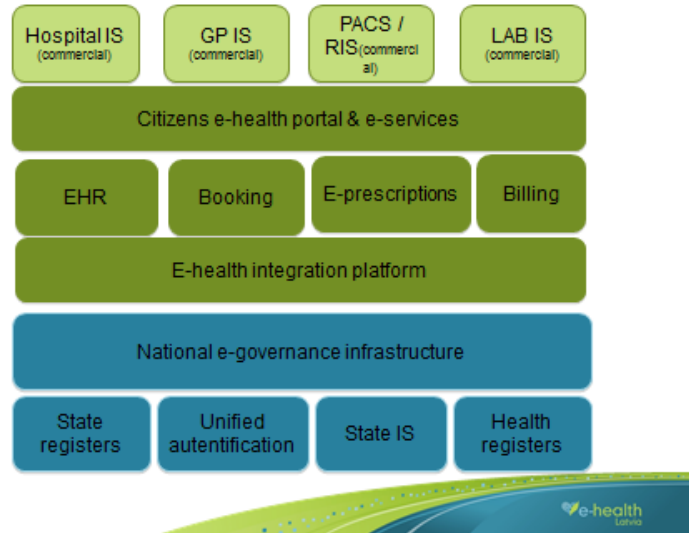 Hospital IS
(commercial)
GP IS
(commercial)
PACS /
RIS(commerci
al)
LAB IS
(commercial)
Citizens e-health portal & e-services
EHR
Booking
E-prescriptions
Billing
E-health integration platform
National e-governance infrastructure
State
registers
Unified
autentification
State IS
Health
registers
e-health
Latvia